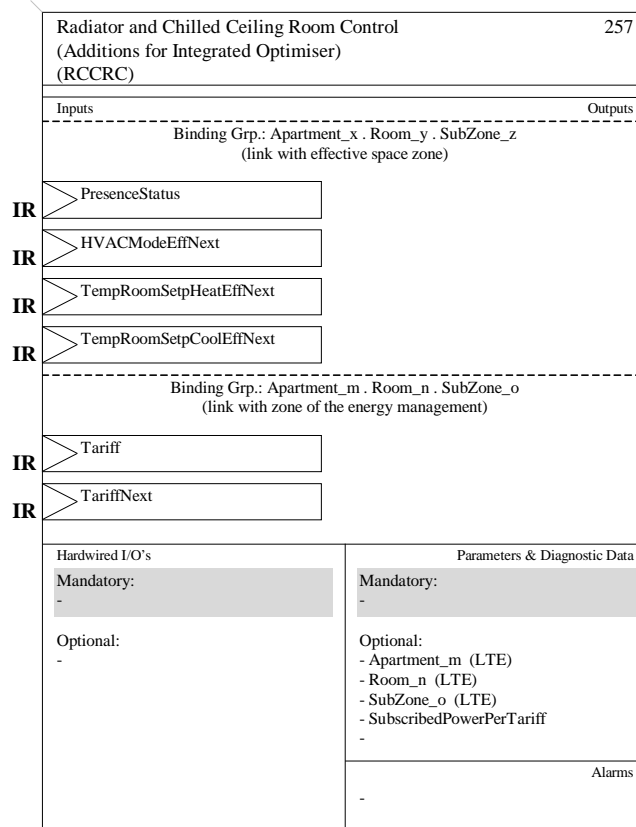 Radiator and Chilled Ceiling Room Control 257
(Additions for Integrated Optimiser)
(RCCRC)
Inputs Outputs
Binding Grp.: Apartment_x . Room_y . SubZone_z
(link with effective space zone)
IR PresenceStatus
IR HVACModeEffNext
IR TempRoomSetpHeatEffNext
IR TempRoomSetpCoolEffNext
Binding Grp.: Apartment_m . Room_n . SubZone_o
(link with zone of the energy management)
IR Tariff
IR TariffNext
Hardwired I/O's
Mandatory:
-
Optional:
-
Parameters & Diagnostic Data
Mandatory:
-
Optional:
- Apartment_m (LTE)
- Room_n (LTE)
- SubZone_o (LTE)
- SubscribedPowerPerTariff
-
Alarms
-